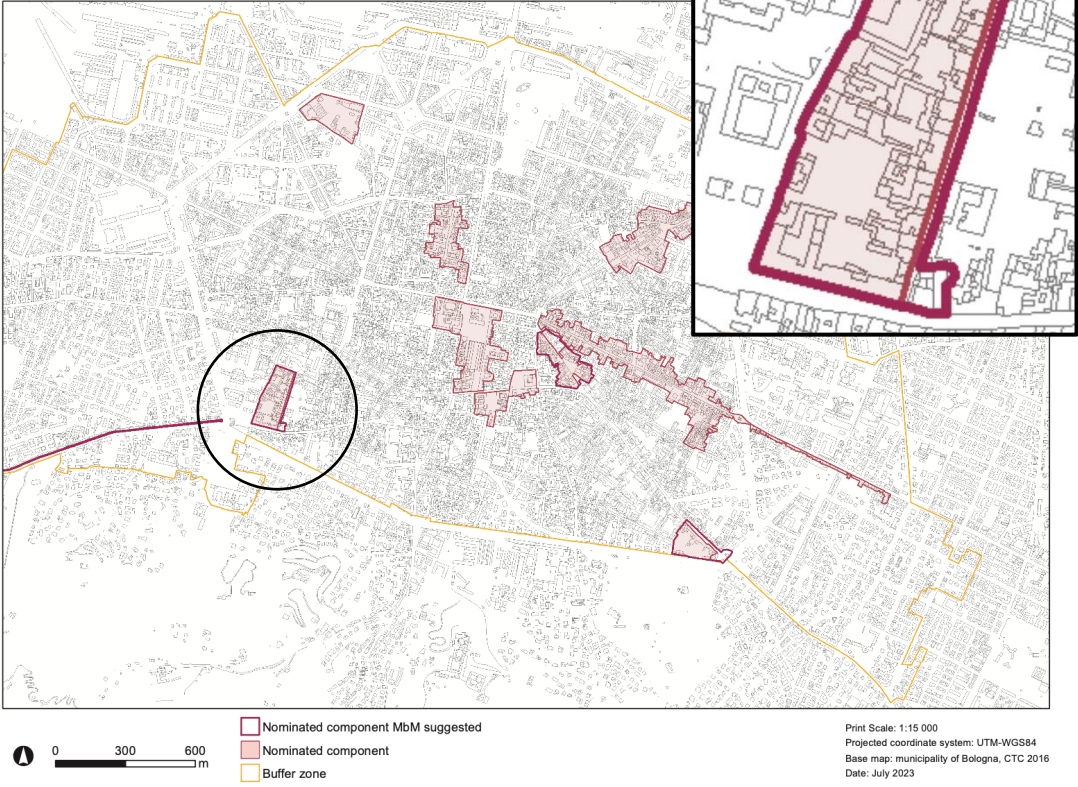 Nominated component MbM suggested
Nominated component
Buffer zone
0 300 600
m
Print Scale: 1:15 000
Projected coordinate system: UTM-WGS84
Base map: municipality of Bologna, CTC 2016
Date: July 2023